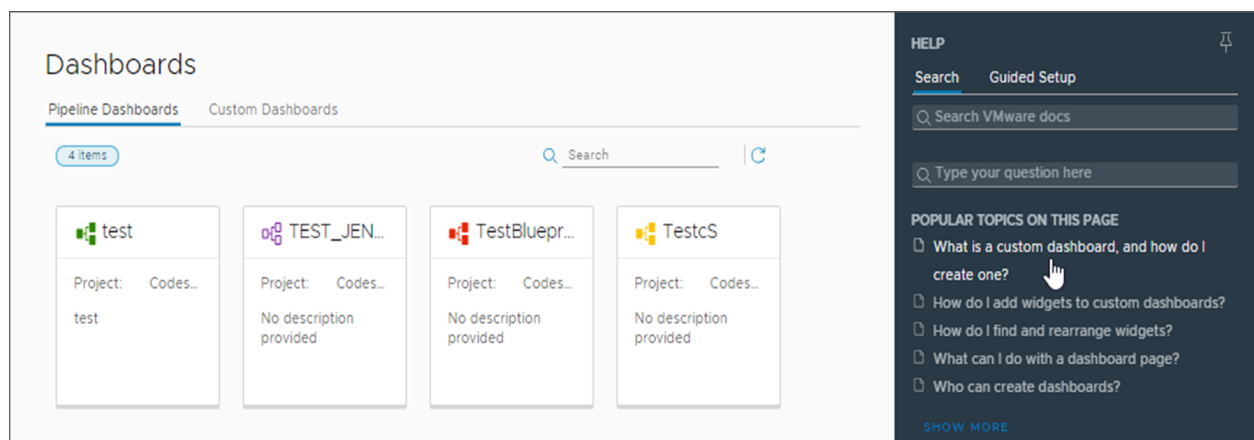 Dashboards
Pipeline Dashboards
Custom Dashboards
4 items
Search
test
Project:
Codes...
test
TEST_JEN...
Project:
Codes...
No description
provided
TestBluepr...
Project:
Codes...
No description
provided
TestcS
Project:
Codes...
No description
provided
HELP
Search
Guided Setup
Search VMware docs
Type your question here
POPULAR TOPICS ON THIS PAGE
What is a custom dashboard, and how do I
create one?
How do I add widgets to custom dashboards?
How do I find and rearrange widgets?
What can I do with a dashboard page?
Who can create dashboards?
SHOW MORE